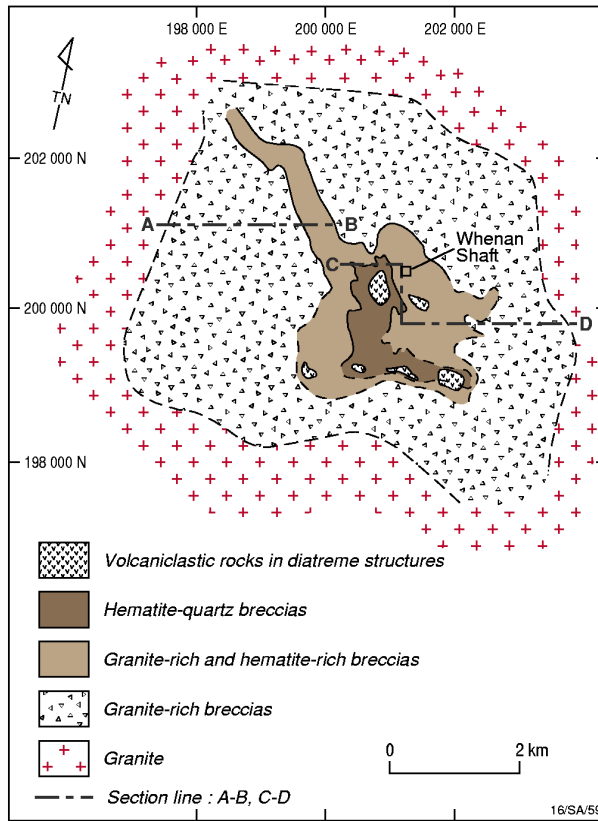 198 000 E 200 000 E 202 000 E
TN
202 000 N
A B
Whenan
Shaft
C
200 000 N
D
198 000 N
Volcaniclastic rocks in diatreme structures
Hematite-quartz breccias
Granite-rich and hematite-rich breccias
Granite-rich breccias
Granite
0 2 km
Section line : A-B, C-D
16/SA/59